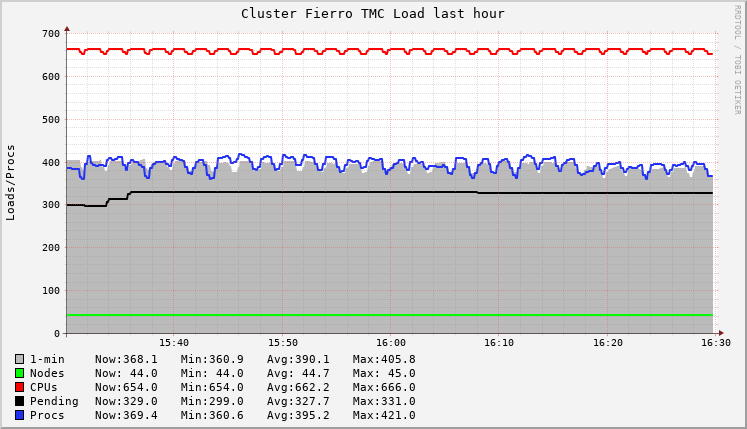 Cluster Fierro TMC Load last hour
RRDTOOL / TOBI OETIKER
Loads/Procs
700
600
500
400
300
200
100
0
15:40 15:50 16:00 16:10 16:20 16:30
1-min Now:368.1 Min:360.9 Avg:390.1 Max:405.8
Nodes Now: 44.0 Min: 44.0 Avg: 44.7 Max: 45.0
CPUs Now:654.0 Min:654.0 Avg:662.2 Max:666.0
Pending Now:329.0 Min:299.0 Avg:327.7 Max:331.0
Procs Now:369.4 Min:360.6 Avg:395.2 Max:421.0